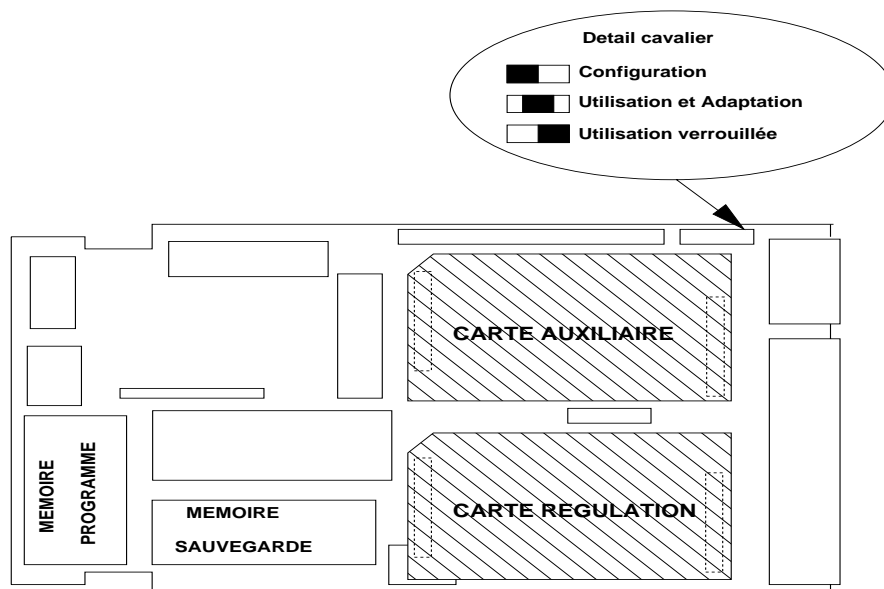 Detail cavalier
Configuration
Utilisation et Adaptation
Utilisation verrouillée
CARTE AUXILIAIRE
MEMOIRE
PROGRAMME
MEMOIRE
SAUVEGARDE
CARTE REGULATION